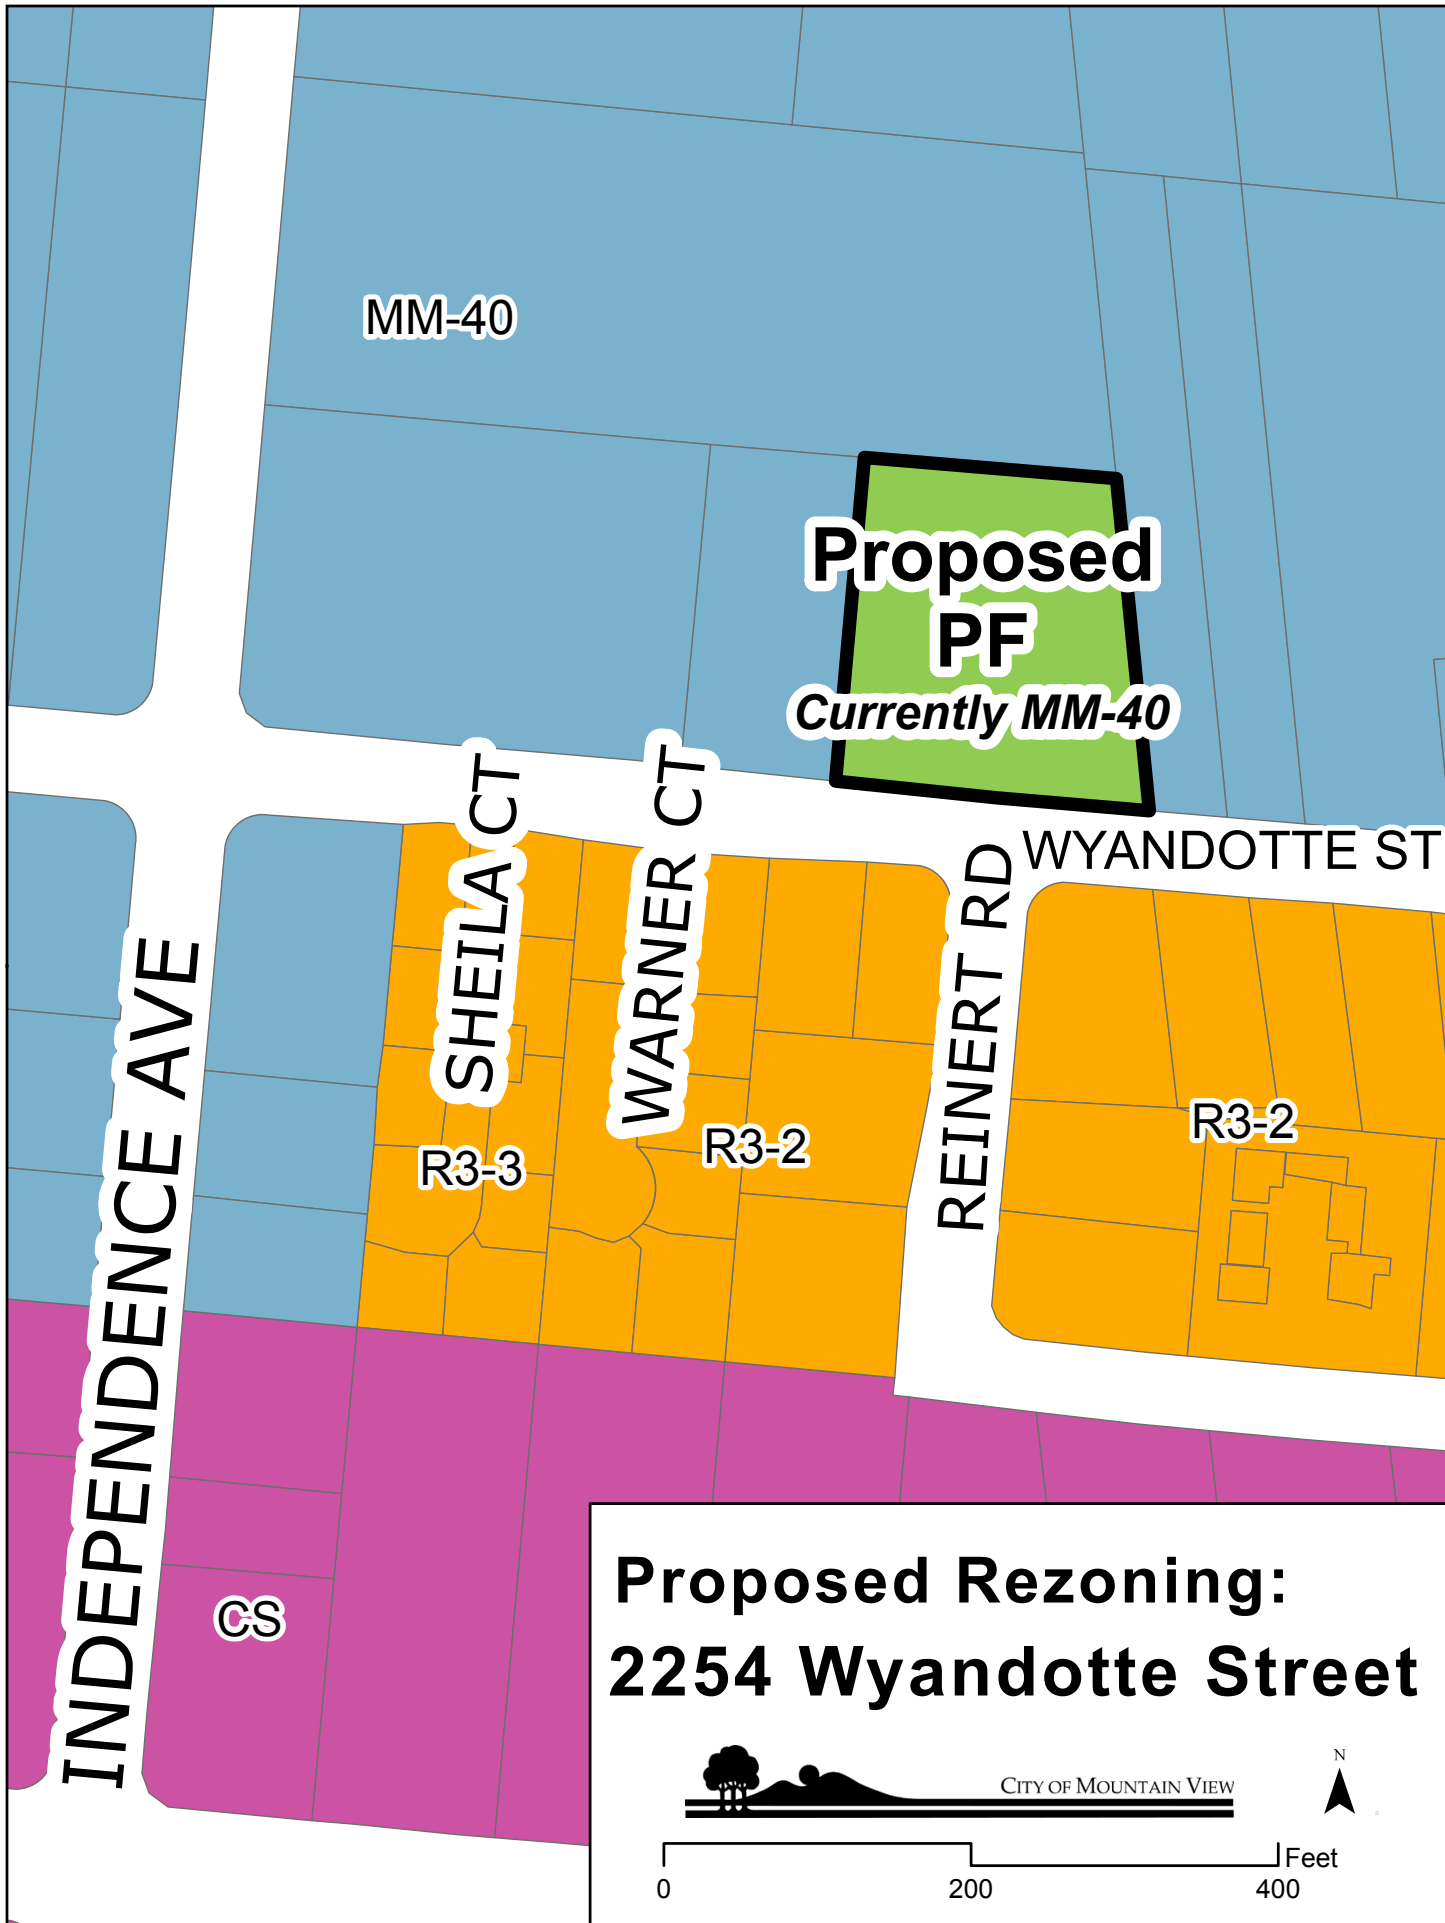 MM-40
Proposed
PF
Currently MM-40
SHEILA CT
WARNER CT
WYANDOTTE ST
REINERT RD
INDEPENDENCE AVE
R3-3
R3-2
R3-2
CS
Proposed Rezoning:
2254 Wyandotte Street
CITY OF MOUNTAIN VIEW
N
Feet
0 200 400